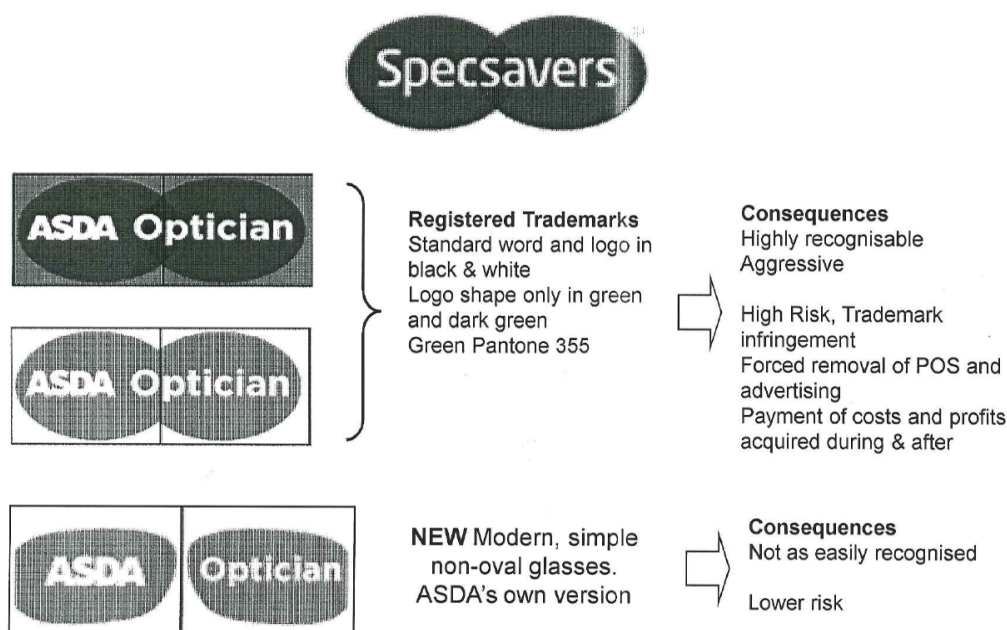 Specsavers
ASDA Optician
Registered Trademarks
Standard word and logo in
black & white
Logo shape only in green
and dark green
Green Pantone 355
Consequences
Highly recognisable
Aggressive
High Risk, Trademark
infringement
Forced removal of POS and
advertising
Payment of costs and profits
acquired during & after
ASDA Optician
ASDA Optician
NEW Modern, simple
non-oval glasses.
ASDA's own version
Consequences
Not as easily recognised
Lower risk